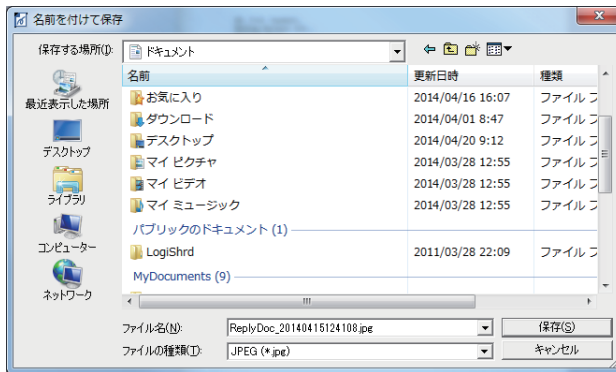 名前を付けて保存
保存する場所(I):
ドキュメント
最近表示した場所
デスクトップ
ライブラリ
コンピューター
ネットワーク
名前 更新日時 種類
お気に入り 2014/04/16 16:07 ファイル フ
ダウンロード 2014/04/01 8:47 ファイル フ
デスクトップ 2014/04/20 9:12 ファイル フ
マイ ピクチャ 2014/03/28 12:55 ファイル フ
マイ ビデオ 2014/03/28 12:55 ファイル フ
マイ ミュージック 2014/03/28 12:55 ファイル フ
パブリックのドキュメント (1)
LogiShrd 2011/03/28 22:09 ファイル フ
MyDocuments (9)
ファイル名(N): ReplyDoc_20140415124108.jpg 保存(S)
ファイルの種類(T): JPEG (*.jpg) キャンセル